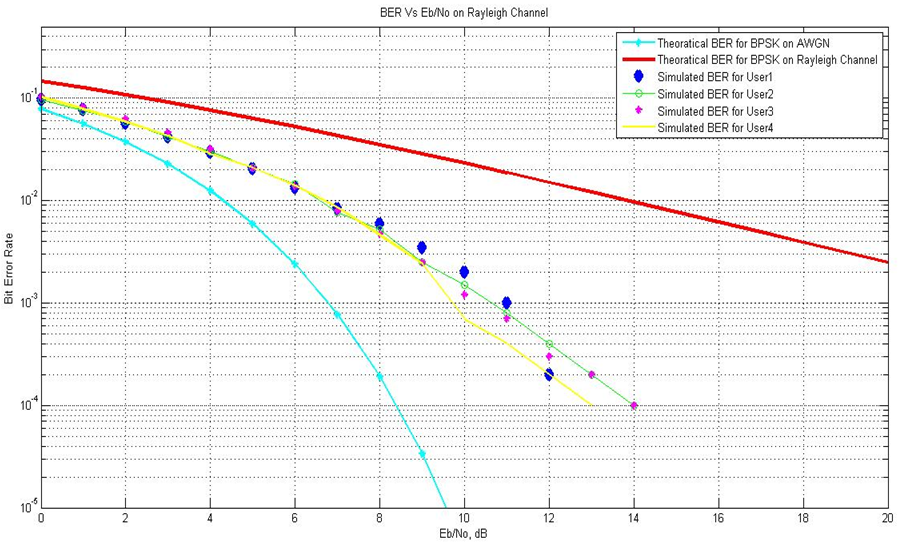 BER Vs Eb/No on Rayleigh Channel
Theoratical BER for BPSK on AWGN
Theoratical BER for BPSK on Rayleigh Channel
Simulated BER for User1
Simulated BER for User2
Simulated BER for User3
Simulated BER for User4
Bit Error Rate
10^-1
10^-2
10^-3
10^-4
10^-5
0 2 4 6 8 10 12 14 16 18 20
Eb/No, dB